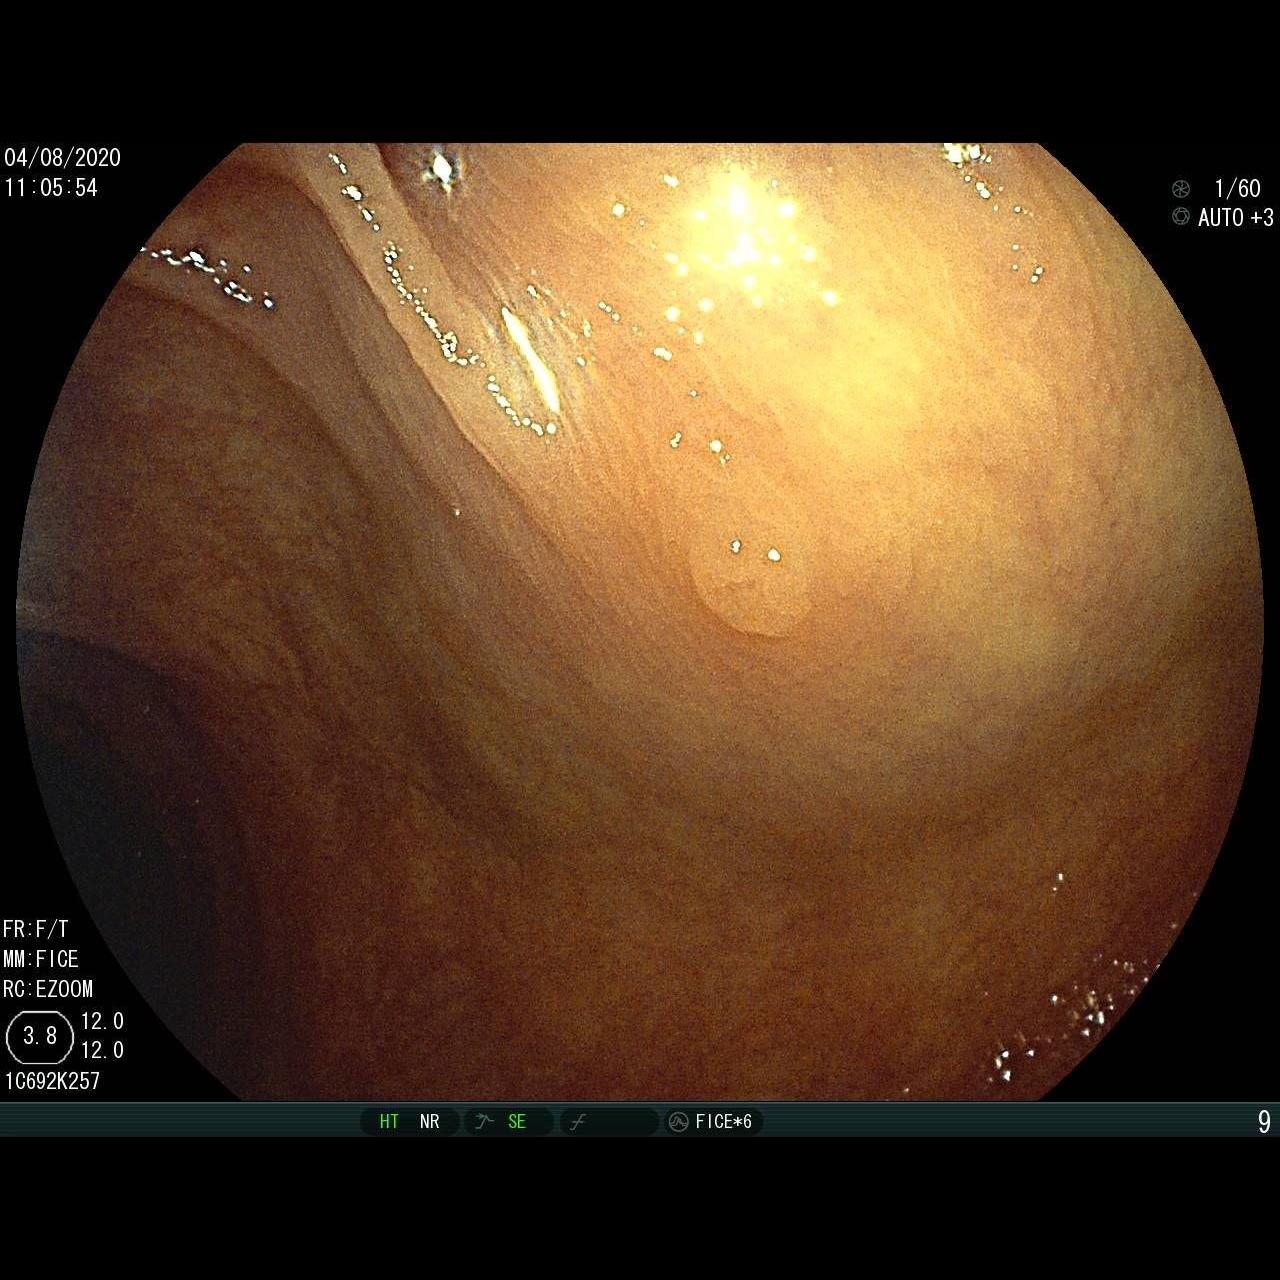 04/08/2020
11:05:54
1/60
AUTO +3
FR:F/T
MM:FICE
RC:EZOOM
3.8
12.0
12.0
1C692K257
HT NR SE FICE*6 9